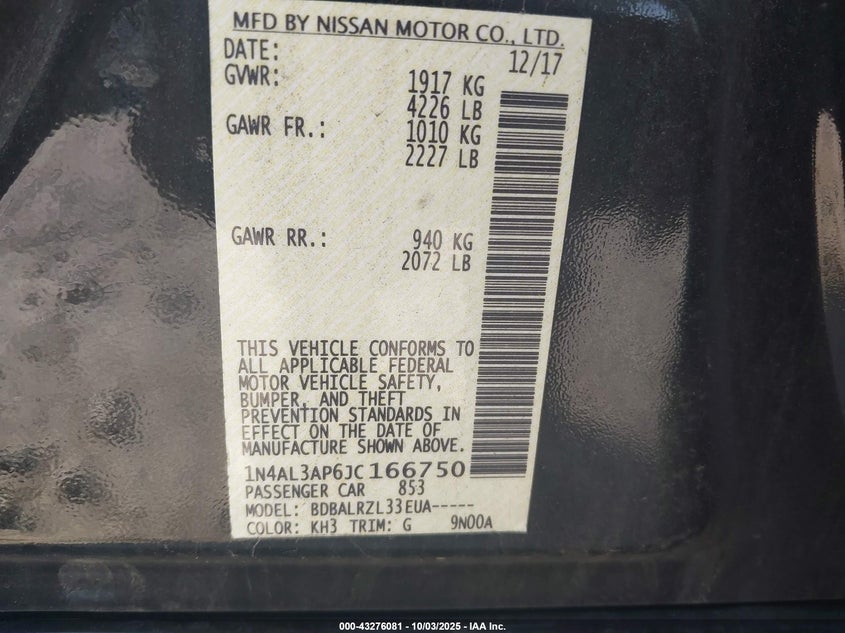 MFD BY NISSAN MOTOR CO., LTD.
DATE: 12/17
GVWR: 1917 KG
4226 LB
GAWR FR.: 1010 KG
2227 LB
GAWR RR.: 940 KG
2072 LB
THIS VEHICLE CONFORMS TO
ALL APPLICABLE FEDERAL
MOTOR VEHICLE SAFETY,
BUMPER, AND THEFT
PREVENTION STANDARDS IN
EFFECT ON THE DATE OF
MANUFACTURE SHOWN ABOVE.
1N4AL3AP6JC166750
PASSENGER CAR 853
MODEL: BDBALRZL33EUA-----
COLOR: KH3 TRIM: G 9N00A
000-43276081 - 10/03/2025 - IAA Inc.